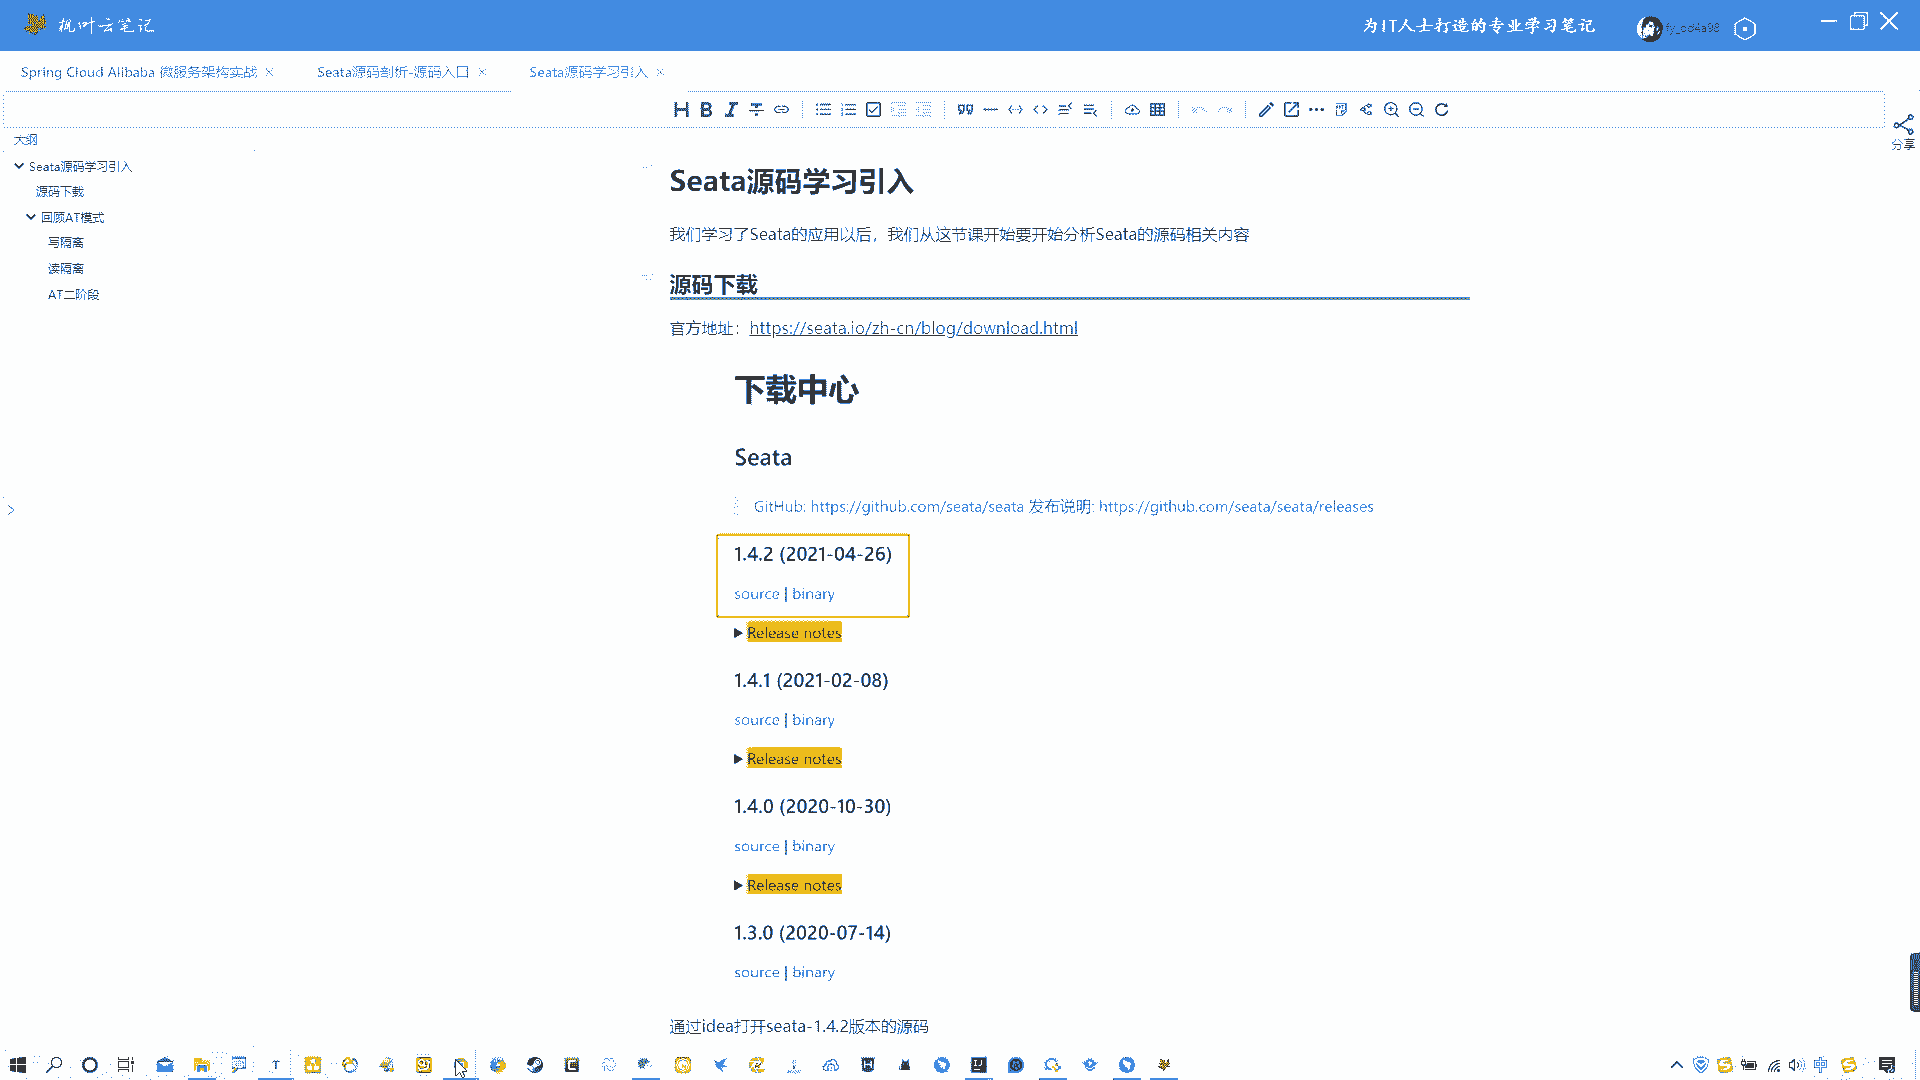 枫叶云笔记
为IT人士打造的专业学习笔记
fy_od4a98
Spring Cloud Alibaba 微服务架构实战
Seata源码剖析-源码入口
Seata源码学习引入
大纲
分享
Seata源码学习引入
源码下载
回顾AT模式
写隔离
读隔离
AT二阶段
Seata源码学习引入
我们学习了Seata的应用以后，我们从这节课开始要开始分析Seata的源码相关内容
源码下载
官方地址：https://seata.io/zh-cn/blog/download.html
下载中心
Seata
GitHub: https://github.com/seata/seata 发布说明: https://github.com/seata/seata/releases
1.4.2 (2021-04-26)
source | binary
Release notes
1.4.1 (2021-02-08)
source | binary
Release notes
1.4.0 (2020-10-30)
source | binary
Release notes
1.3.0 (2020-07-14)
source | binary
通过idea打开seata-1.4.2版本的源码
中